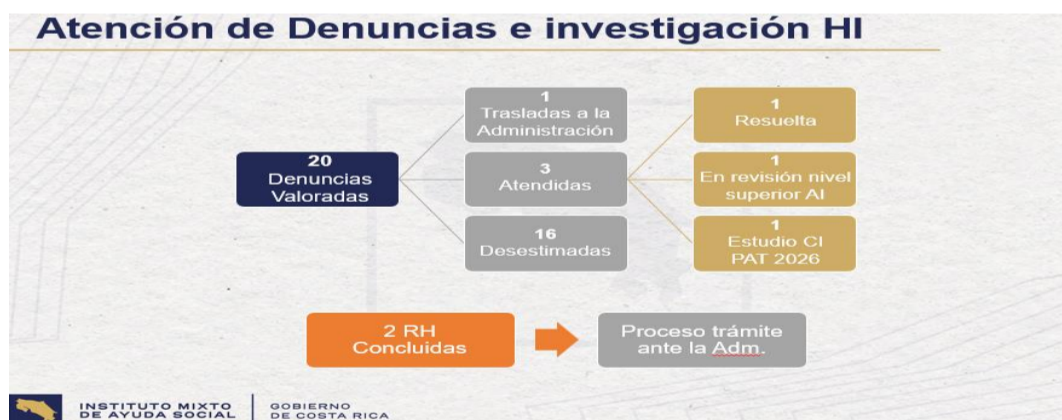 Atención de Denuncias e investigación HI
20
Denuncias
Valoradas
1
Trasladas a la
Administración
3
Atendidas
16
Desestimadas
1
Resuelta
1
En revisión nivel
superior AI
1
Estudio CI
PAT 2026
2 RH
Concluidas
Proceso trámite
ante la Adm.
INSTITUTO MIXTO
DE AYUDA SOCIAL
GOBIERNO
DE COSTA RICA